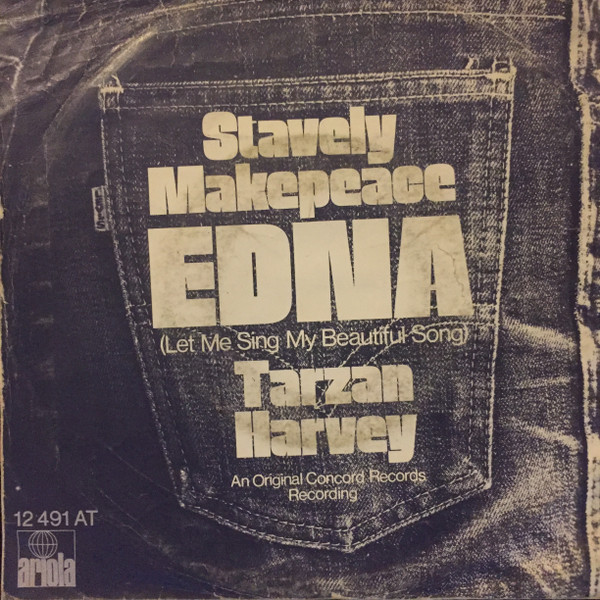 Stavely
Makepeace
EDNA
(Let Me Sing My Beautiful Song)
Tarzan
Harvey
An Original Concord Records
Recording
12 491 AT
ariola